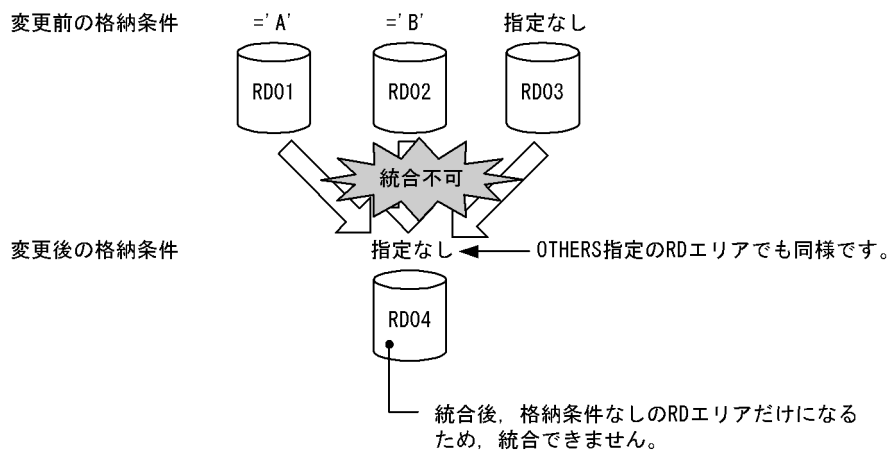 変更前の格納条件 ='A' ='B' 指定なし
RD01 RD02 RD03
統合不可
変更後の格納条件 指定なし OTHERS指定のRDエリアでも同様です。
RD04
統合後，格納条件なしのRDエリアだけになる
ため，統合できません。